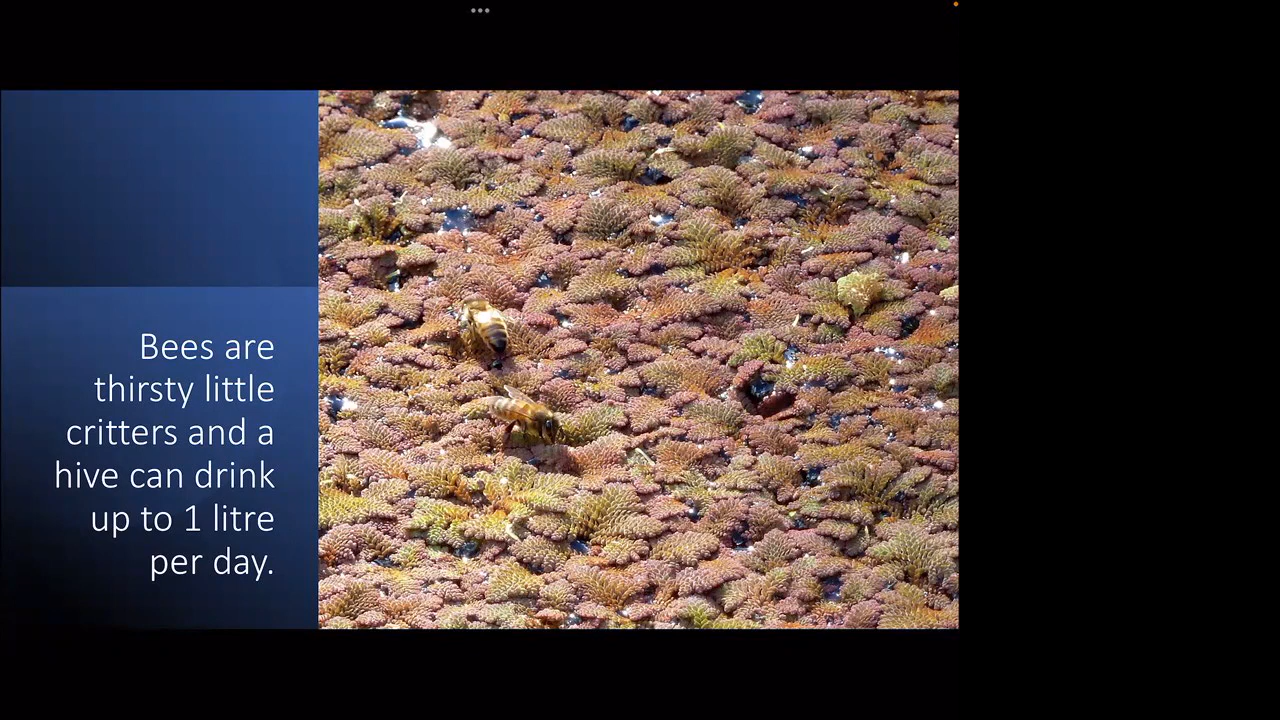 Bees are
thirsty little
critters and a
hive can drink
up to 1 litre
per day.